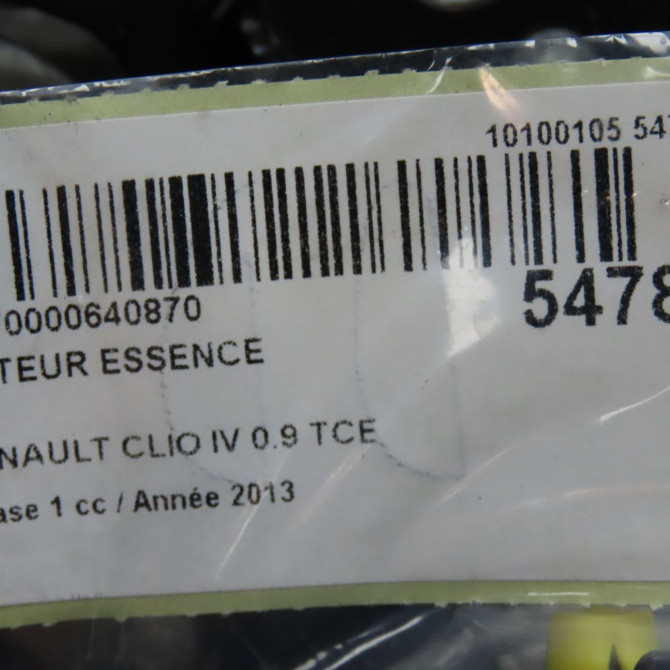 10100105 547
0000640870
5478
TEUR ESSENCE
NAULT CLIO IV 0.9 TCE
ase 1 cc / Année 2013